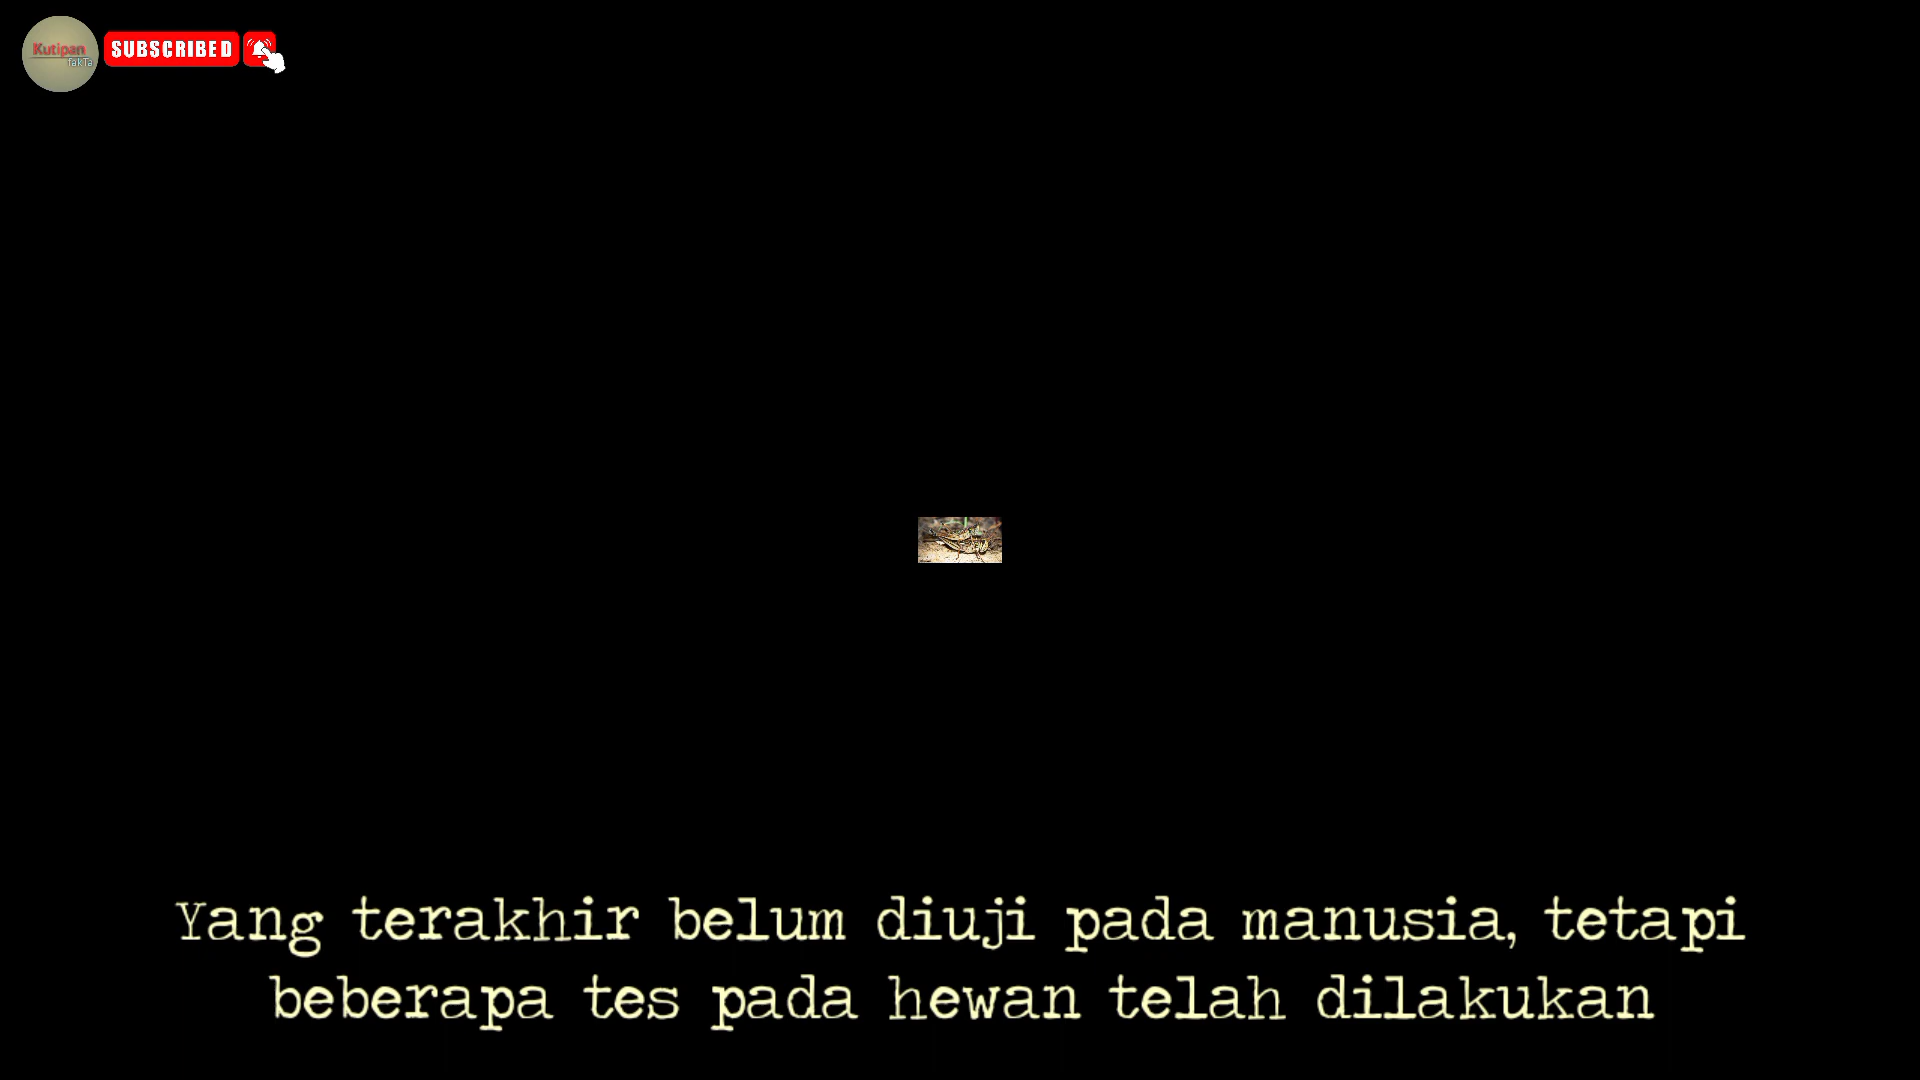 Kutipan
fakTa
SUBSCRIBED
Yang terakhir belum diuji pada manusia, tetapi
beberapa tes pada hewan telah dilakukan